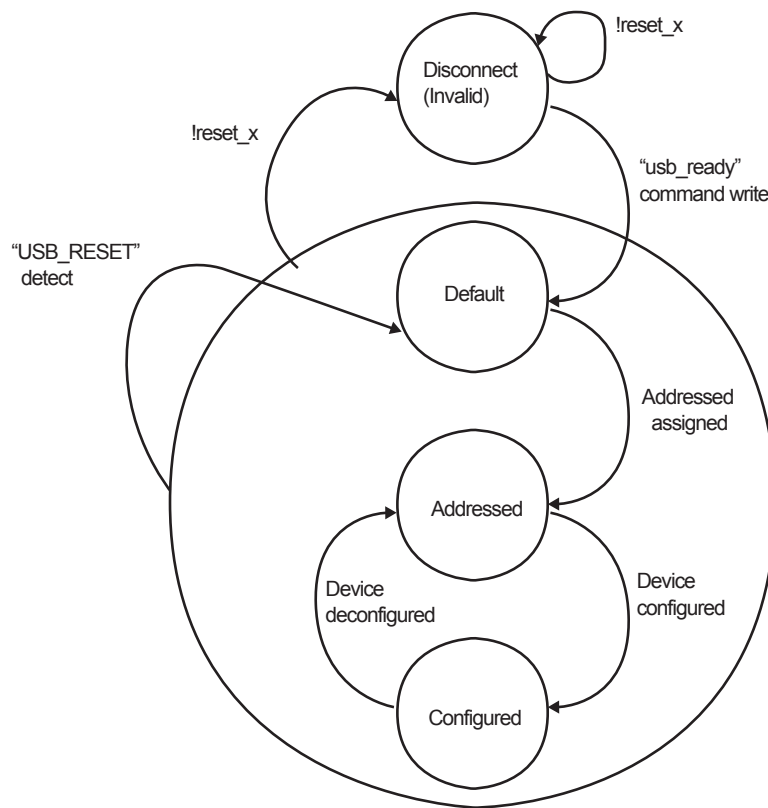 !reset_x
Disconnect
(Invalid)
!reset_x
“usb_ready”
command write
“USB_RESET”
detect
Default
Addressed
assigned
Addressed
Device
deconfigured
Device
configured
Configured